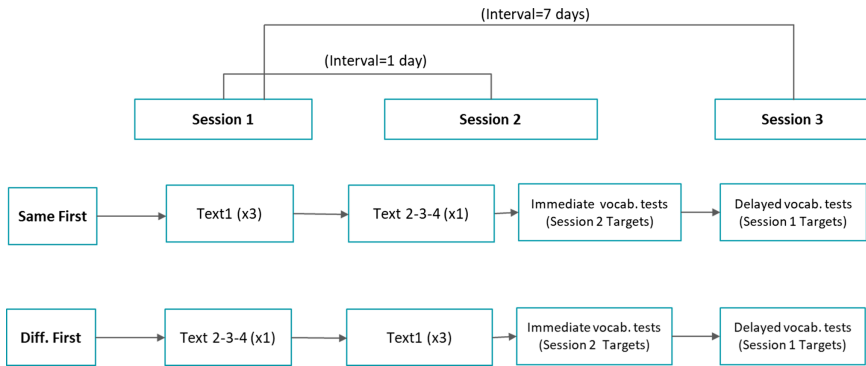 (Interval=7 days)
(Interval=1 day)
Session 1
Session 2
Session 3
Same First
Text1 (x3)
Text 2-3-4 (x1)
Immediate vocab. tests
(Session 2 Targets)
Delayed vocab. tests
(Session 1 Targets)
Diff. First
Text 2-3-4 (x1)
Text1 (x3)
Immediate vocab. tests
(Session 2 Targets)
Delayed vocab. tests
(Session 1 Targets)